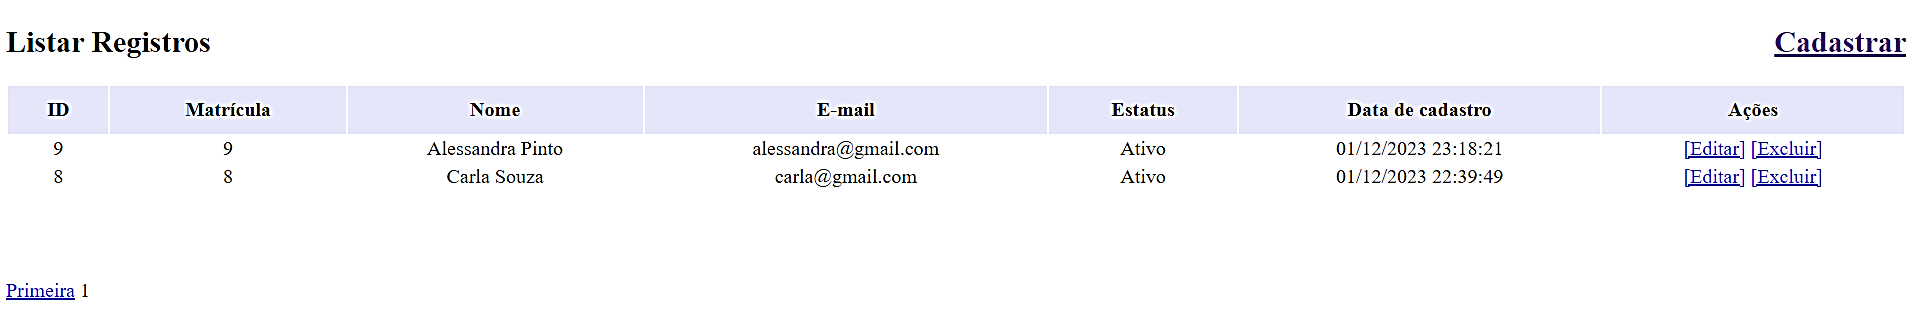 Listar Registros Cadastrar
ID Matrícula Nome E-mail Estatus Data de cadastro Ações
9 9 Alessandra Pinto alessandra@gmail.com Ativo 01/12/2023 23:18:21 [Editar] [Excluir]
8 8 Carla Souza carla@gmail.com Ativo 01/12/2023 22:39:49 [Editar] [Excluir]
Primeira 1